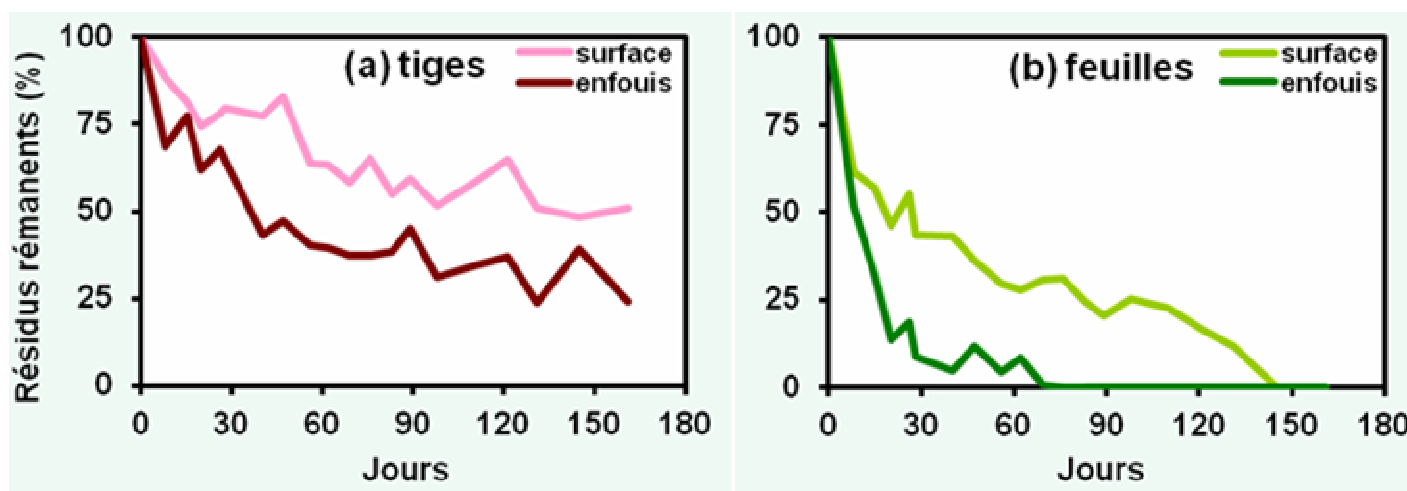 Résidus rémanents (%)
100
75
50
25
0
(a) tiges
surface
enfouis
0 30 60 90 120 150 180
Jours
100
75
50
25
0
(b) feuilles
surface
enfouis
0 30 60 90 120 150 180
Jours